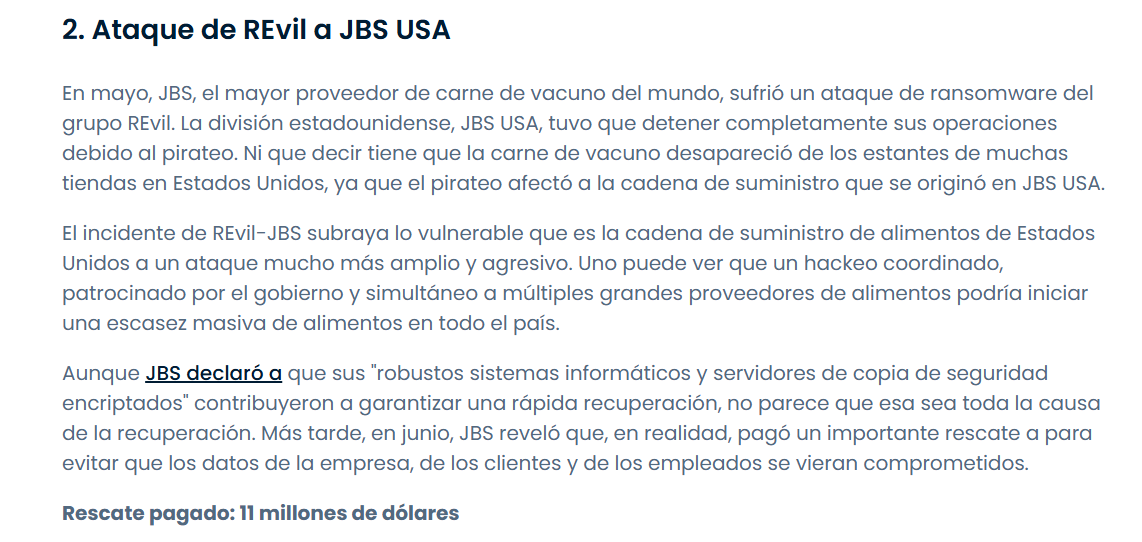 2. Ataque de REvil a JBS USA
En mayo, JBS, el mayor proveedor de carne de vacuno del mundo, sufrió un ataque de ransomware del
grupo REvil. La división estadounidense, JBS USA, tuvo que detener completamente sus operaciones
debido al pirateo. Ni que decir tiene que la carne de vacuno desapareció de los estantes de muchas
tiendas en Estados Unidos, ya que el pirateo afectó a la cadena de suministro que se originó en JBS USA.
El incidente de REvil-JBS subraya lo vulnerable que es la cadena de suministro de alimentos de Estados
Unidos a un ataque mucho más amplio y agresivo. Uno puede ver que un hackeo coordinado,
patrocinado por el gobierno y simultáneo a múltiples grandes proveedores de alimentos podría iniciar
una escasez masiva de alimentos en todo el país.
Aunque JBS declaró a que sus "robustos sistemas informáticos y servidores de copia de seguridad
encriptados" contribuyeron a garantizar una rápida recuperación, no parece que esa sea toda la causa
de la recuperación. Más tarde, en junio, JBS reveló que, en realidad, pagó un importante rescate a para
evitar que los datos de la empresa, de los clientes y de los empleados se vieran comprometidos.
Rescate pagado: 11 millones de dólares